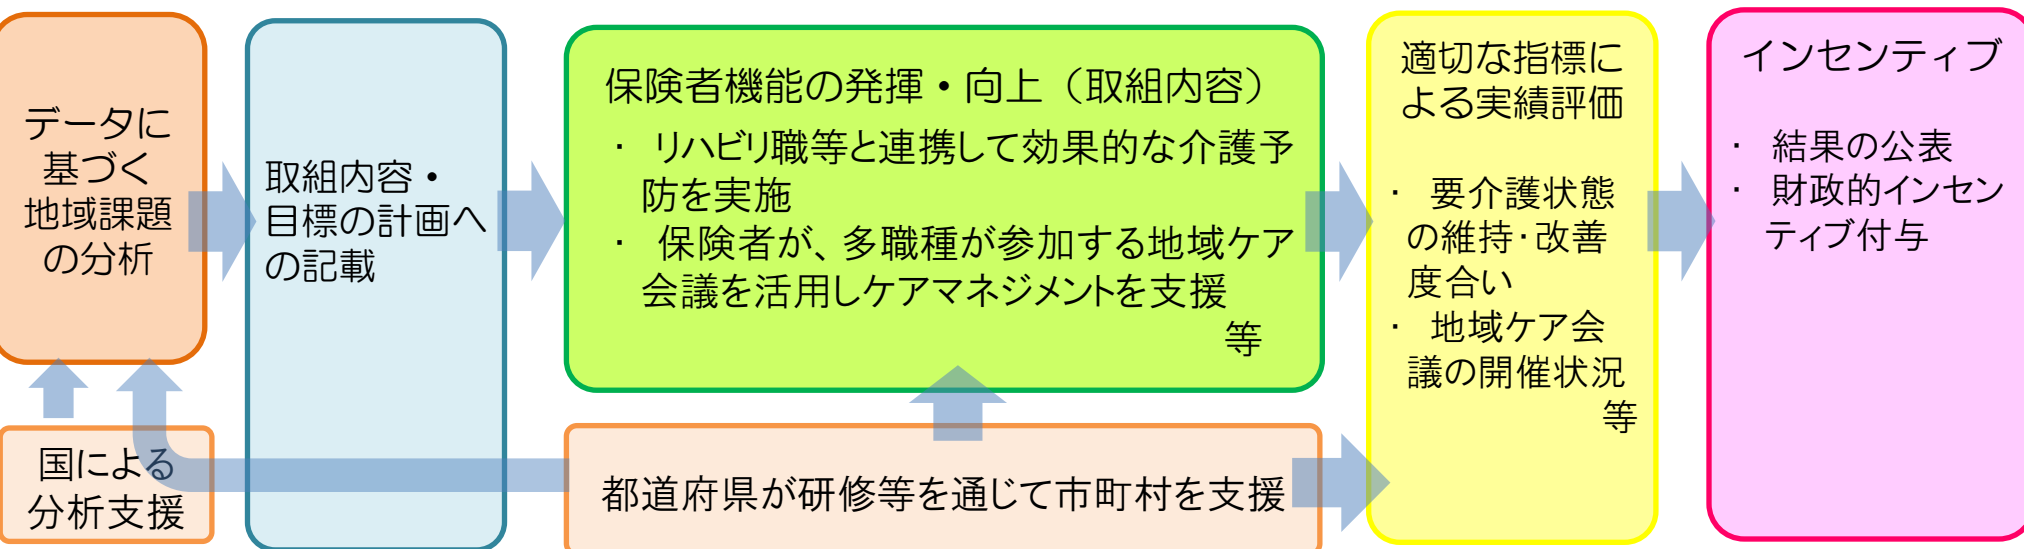 データに
基づく
地域課題
の分析
取組内容・
目標の計画へ
の記載
保険者機能の発揮・向上（取組内容）
・ リハビリ職等と連携して効果的な介護予
防を実施
・ 保険者が、多職種が参加する地域ケア
会議を活用しケアマネジメントを支援
等
適切な指標に
よる実績評価
・ 要介護状態
の維持・改善
度合い
・ 地域ケア会
議の開催状況
等
インセンティブ
・ 結果の公表
・ 財政的インセン
ティブ付与
国による
分析支援
都道府県が研修等を通じて市町村を支援